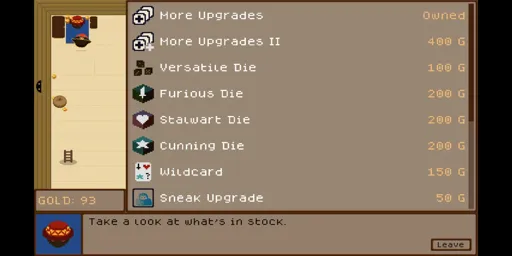 More Upgrades Owned
More Upgrades II 400 G
Versatile Die 100 G
Furious Die 200 G
Stalwart Die 200 G
Cunning Die 200 G
Wildcard 150 G
Sneak Upgrade 50 G
GOLD: 93
Take a look at what's in stock.
Leave